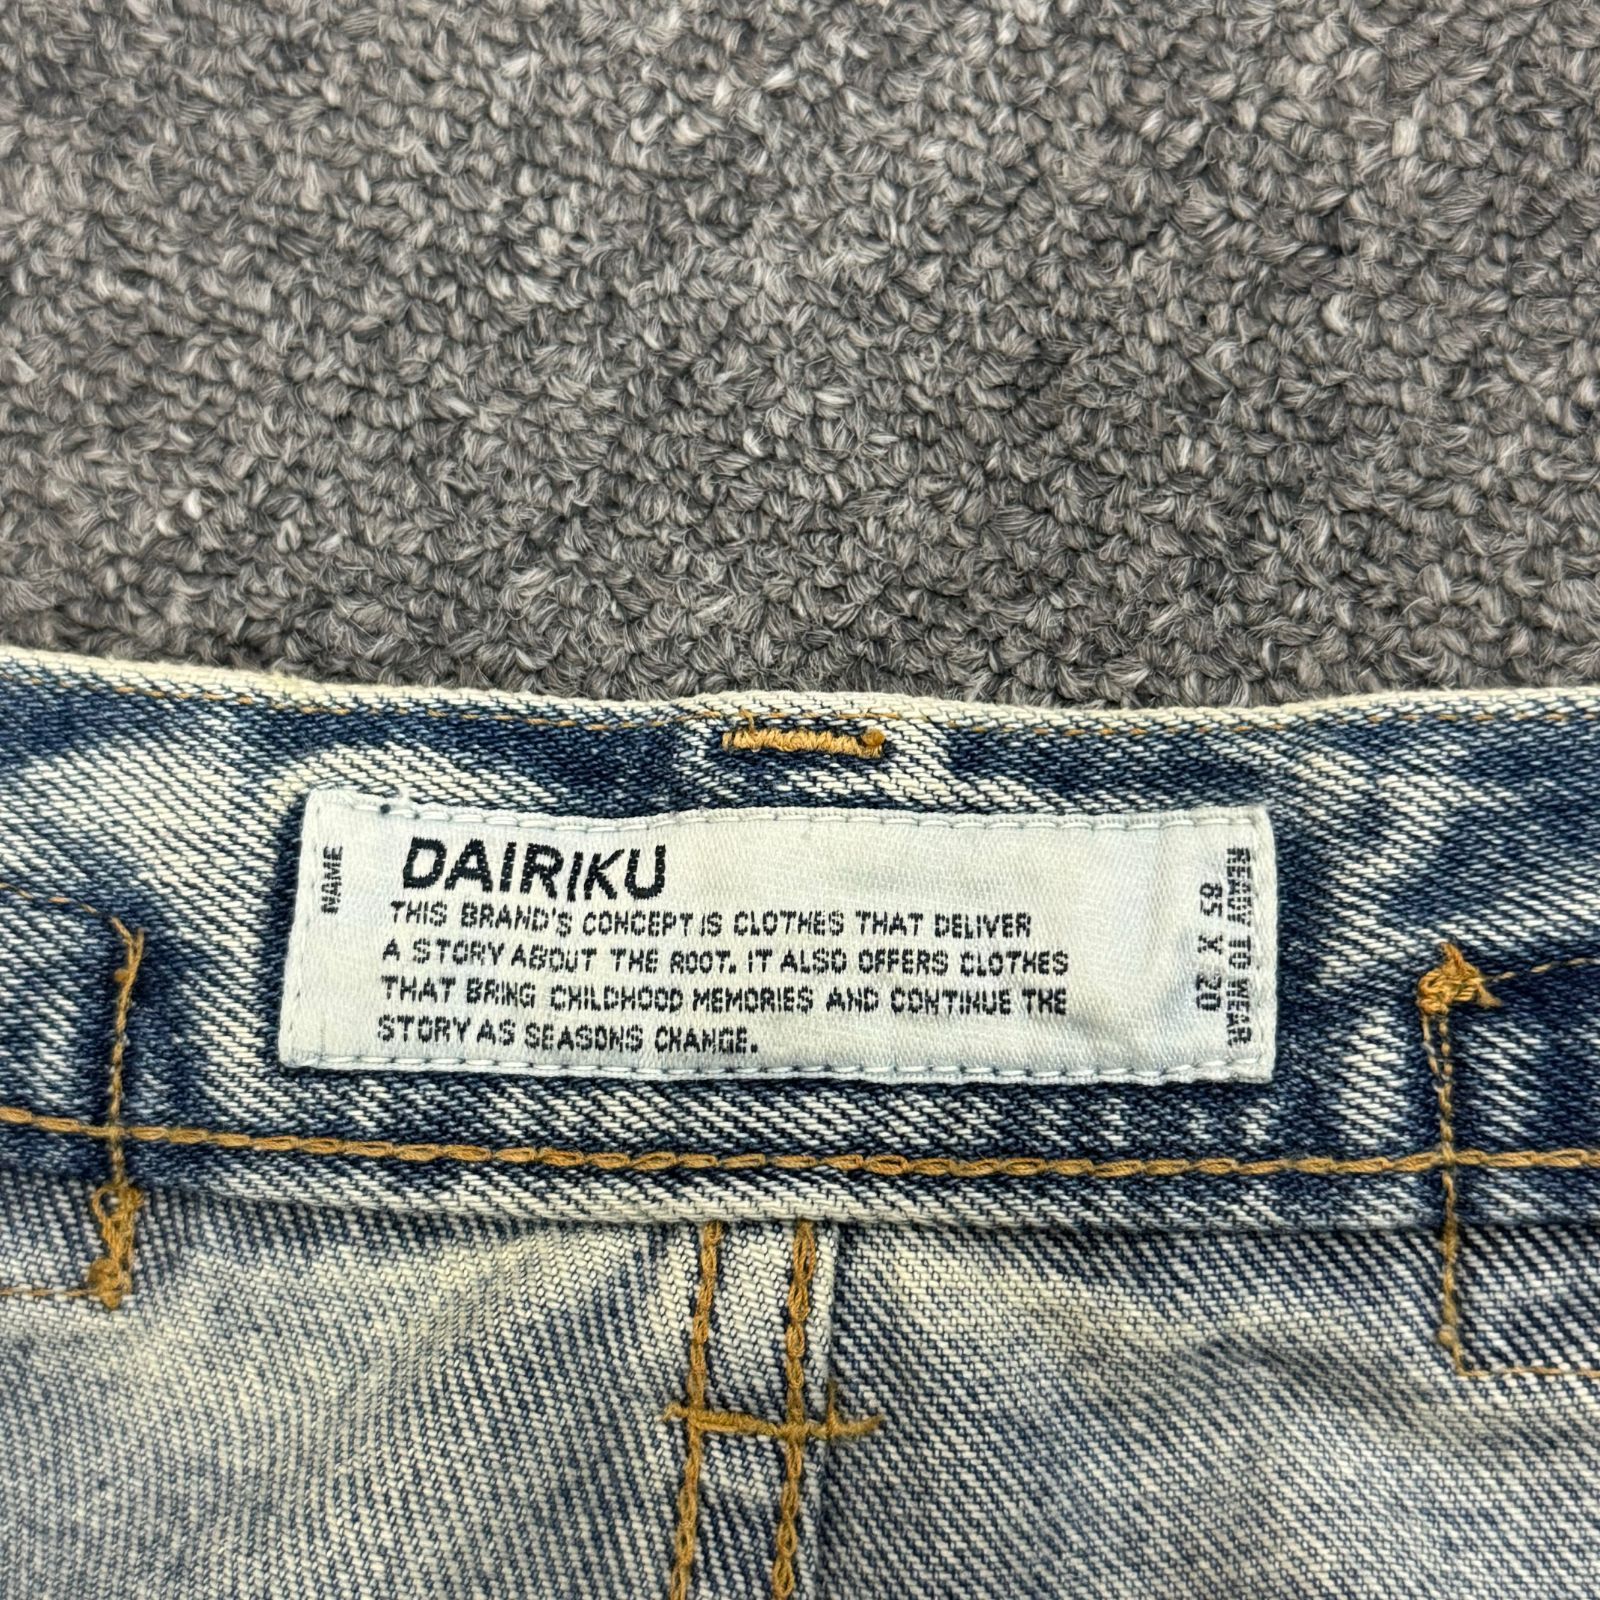 NAME
DAIRIKU
THIS BRAND'S CONCEPT IS CLOTHES THAT DELIVER
A STORY ABOUT THE ROOT. IT ALSO OFFERS CLOTHES
THAT BRING CHILDHOOD MEMORIES AND CONTINUE THE
STORY AS SEASONS CHANGE.
READY TO WEAR
65 X 20